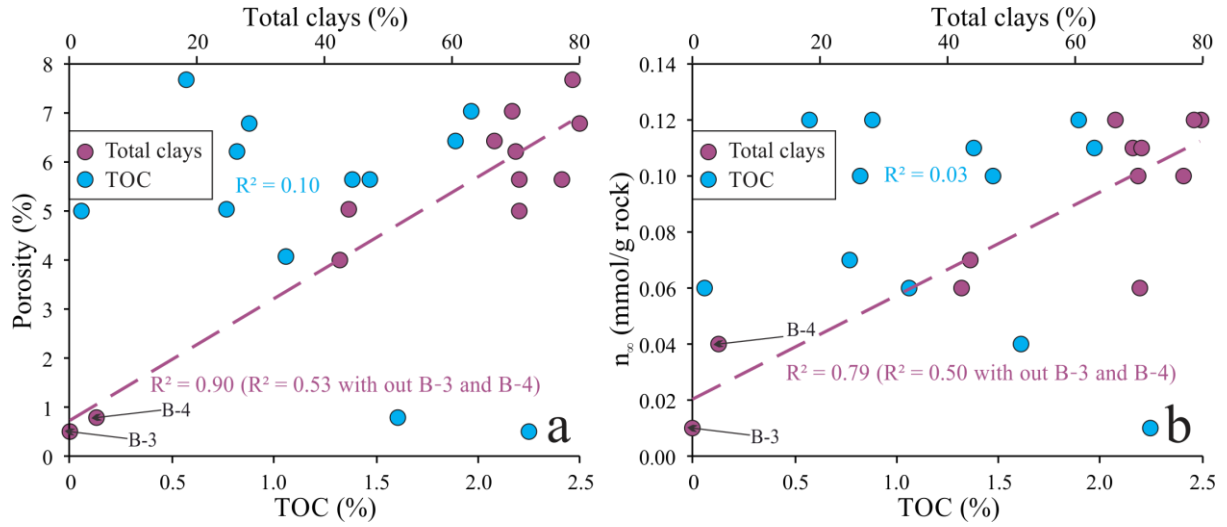 Total clays (%)
0 20 40 60 80
8
7
6
5
4
3
2
1
0
Porosity (%)
Total clays
TOC
R² = 0.10
R² = 0.90 (R² = 0.53 with out B-3 and B-4)
B-4
B-3
a
0 0.5 1.0 1.5 2.0 2.5
TOC (%)
Total clays (%)
0 20 40 60 80
0.14
0.12
0.10
0.08
0.06
0.04
0.02
0.00
n∞ (mmol/g rock)
Total clays
TOC
R² = 0.03
B-4
R² = 0.79 (R² = 0.50 with out B-3 and B-4)
B-3
b
0 0.5 1.0 1.5 2.0 2.5
TOC (%)